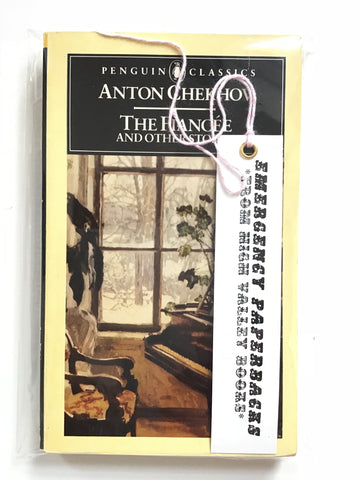 PENGUIN CLASSICS
ANTON CHEKHOV
THE FIANCÉE
AND OTHER STO
EMERGENCY PAPERBACKS
*FROM HIGH VALLEY BOOKS*